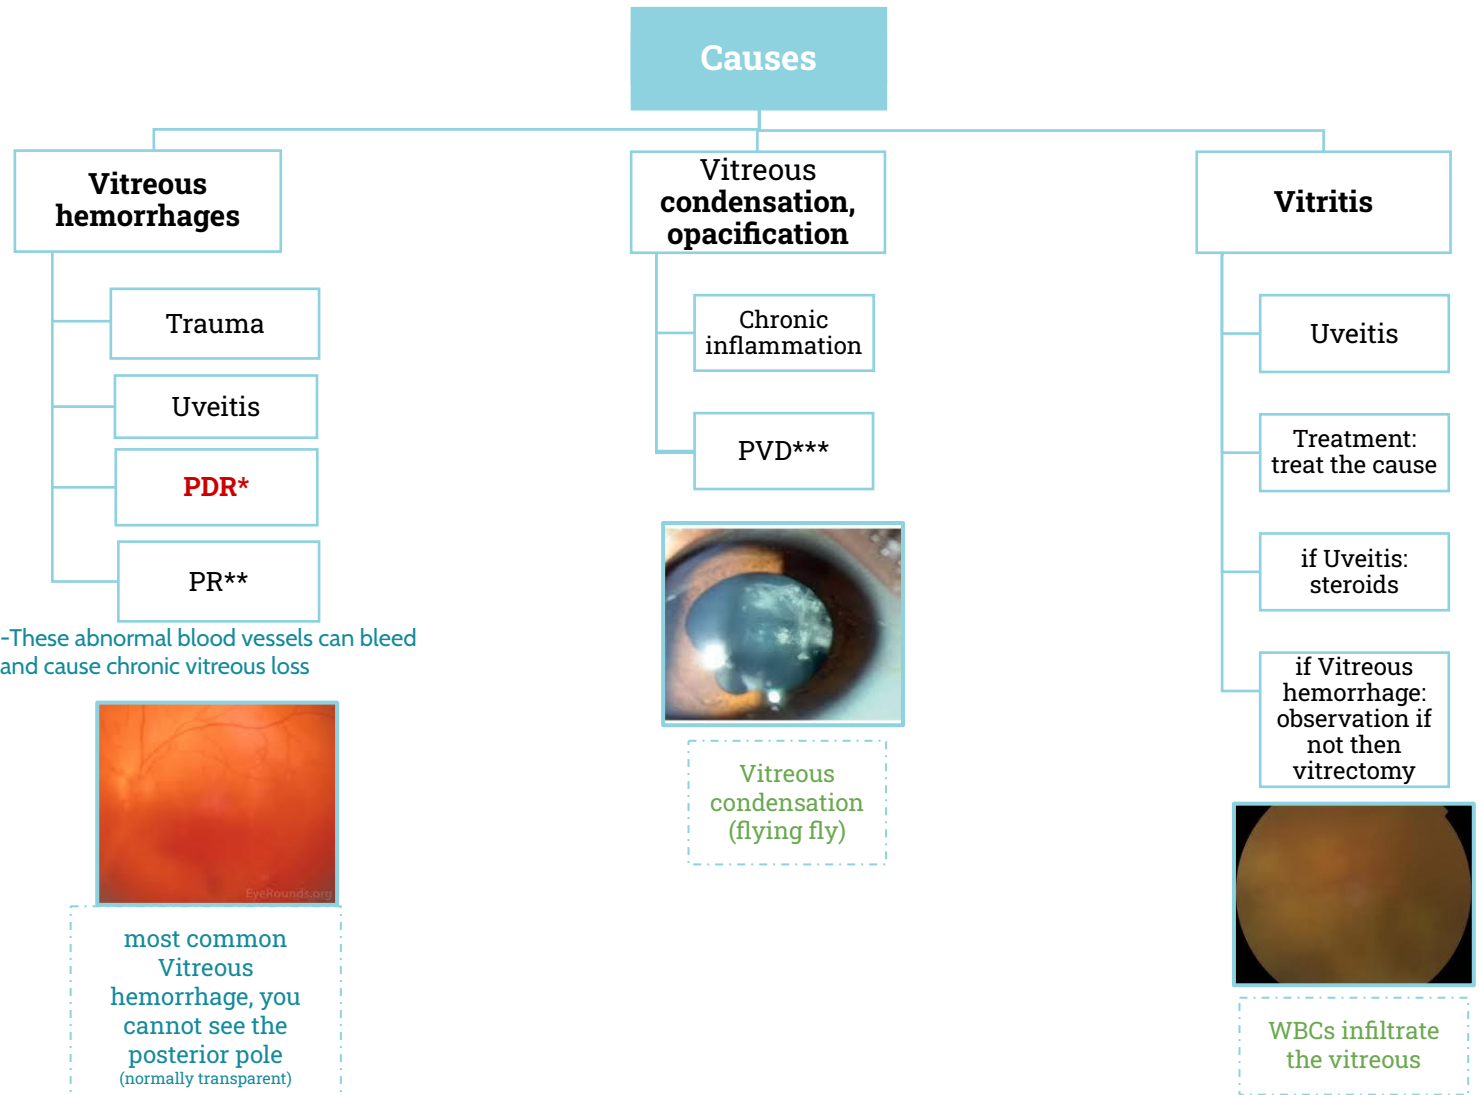 Causes
Vitreous
hemorrhages
Trauma
Uveitis
PDR*
PR**
-These abnormal blood vessels can bleed
and cause chronic vitreous loss
EyeRounds.org
most common
Vitreous
hemorrhage, you
cannot see the
posterior pole
(normally transparent)
Vitreous
condensation,
opacification
Chronic
inflammation
PVD***
Vitreous
condensation
(flying fly)
Vitritis
Uveitis
Treatment:
treat the cause
if Uveitis:
steroids
if Vitreous
hemorrhage:
observation if
not then
vitrectomy
WBCs infiltrate
the vitreous